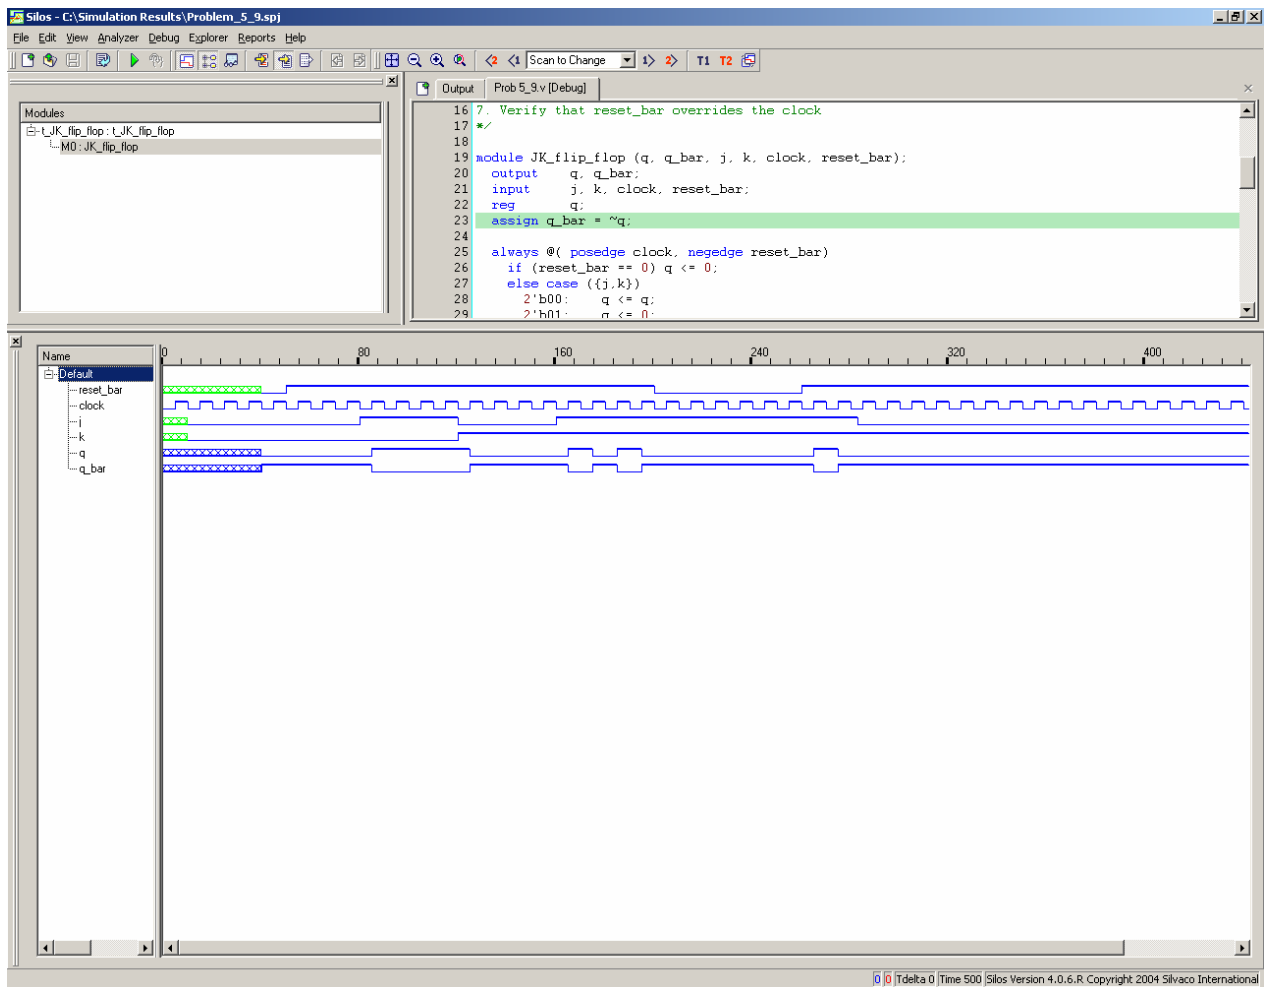 Silos - C:\Simulation Results\Problem_5_9.spj
File Edit View Analyzer Debug Explorer Reports Help
Scan to Change
T1 T2
Output Prob 5_9.v [Debug]
Modules
t_JK_flip_flop : t_JK_flip_flop
M0 : JK_flip_flop
16 7. Verify that reset_bar overrides the clock
17 */
18
19 module JK_flip_flop (q, q_bar, j, k, clock, reset_bar);
20 output q, q_bar;
21 input j, k, clock, reset_bar;
22 reg q;
23 assign q_bar = ~q;
24
25 always @( posedge clock, negedge reset_bar)
26 if (reset_bar == 0) q <= 0;
27 else case ({j,k})
28 2'b00: q <= q;
29 2'b01: q <= 0;
Name
0 80 160 240 320 400
Default
reset_bar
clock
j
k
q
q_bar
0 0 Tdelta 0 Time 500 Silos Version 4.0.6.R Copyright 2004 Silvaco International